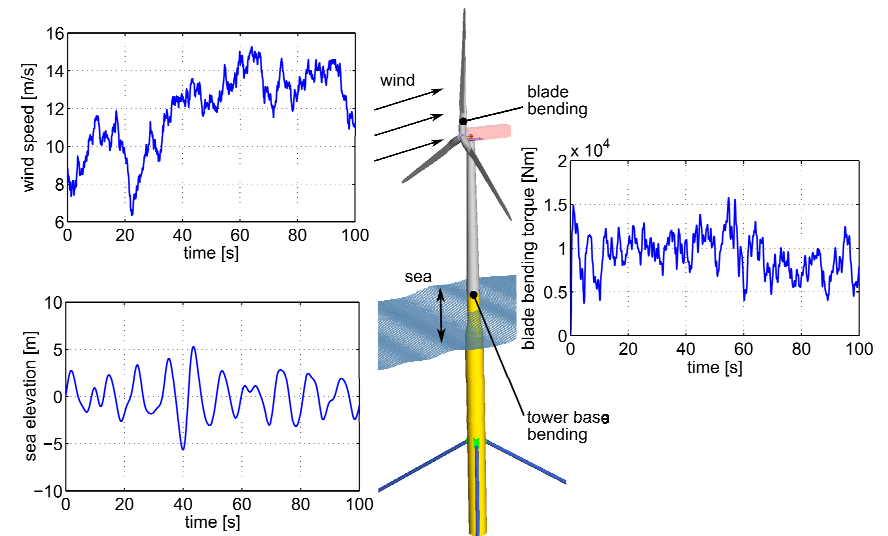 wind speed [m/s]
16
14
12
10
8
6
0
20
40
60
80
100
time [s]
wind
blade
bending
sea
tower base
bending
blade bending torque [Nm]
x 10⁴
2
1.5
1
0.5
0
0
20
40
60
80
100
time [s]
sea elevation [m]
10
5
0
−5
−10
0
20
40
60
80
100
time [s]